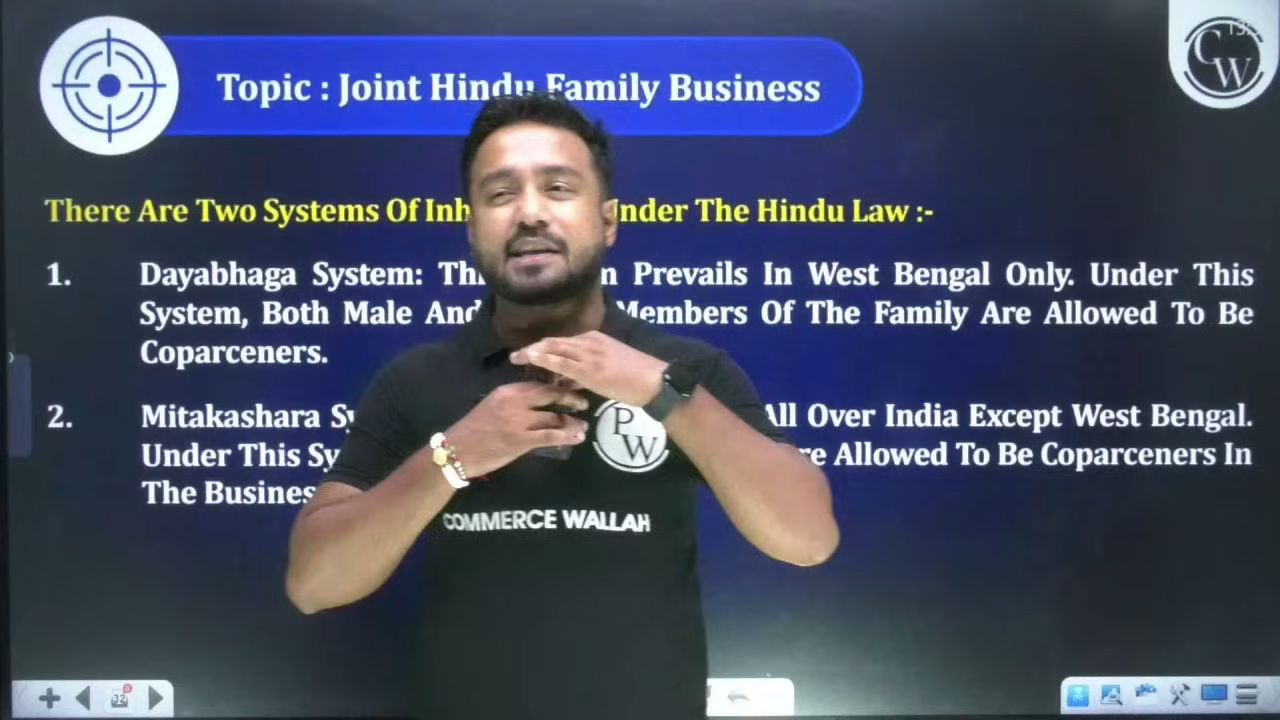 Topic : Joint Hindu Family Business
CW
There Are Two Systems Of Inh nder The Hindu Law :-
1. Dayabhaga System: Th m Prevails In West Bengal Only. Under This
System, Both Male And Members Of The Family Are Allowed To Be
Coparceners.
2. Mitakashara Sy All Over India Except West Bengal.
Under This Sy re Allowed To Be Coparceners In
The Busines
PW
COMMERCE WALLAH
32